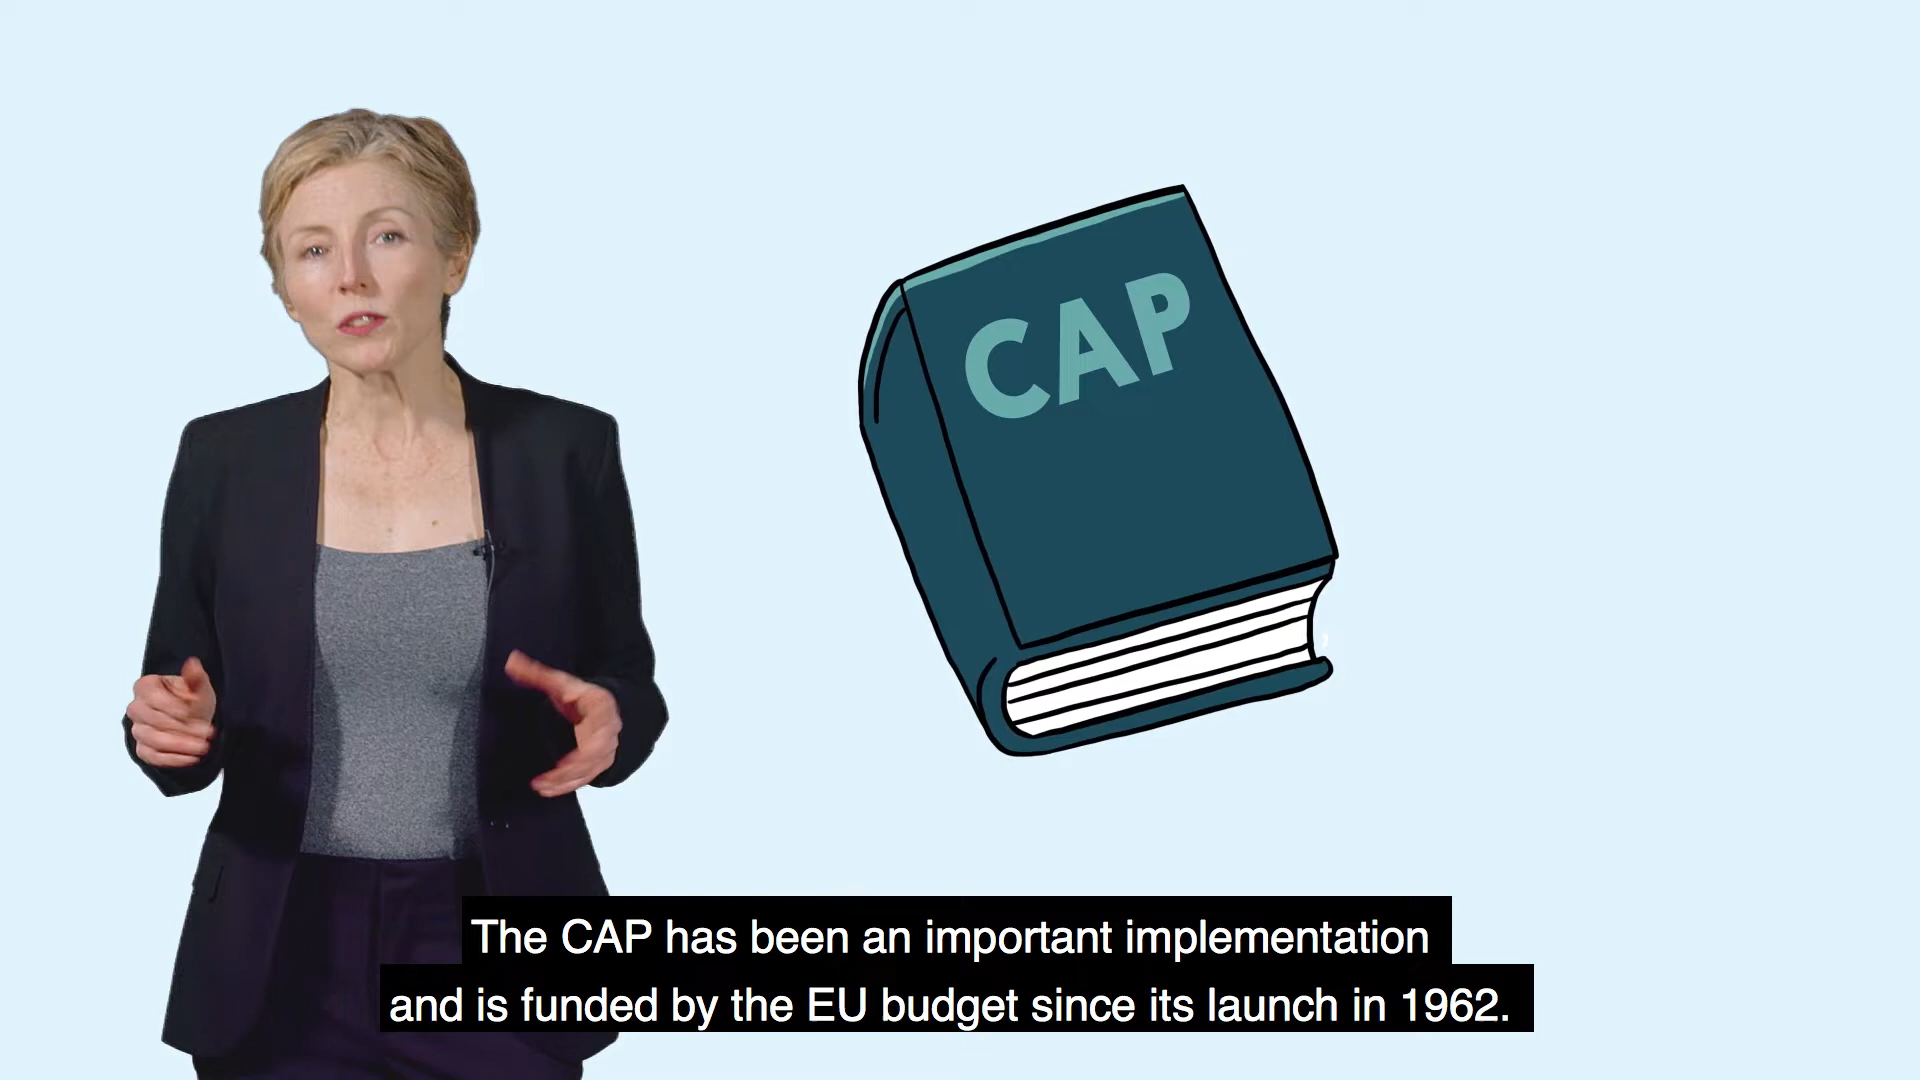 CAP
The CAP has been an important implementation
and is funded by the EU budget since its launch in 1962.